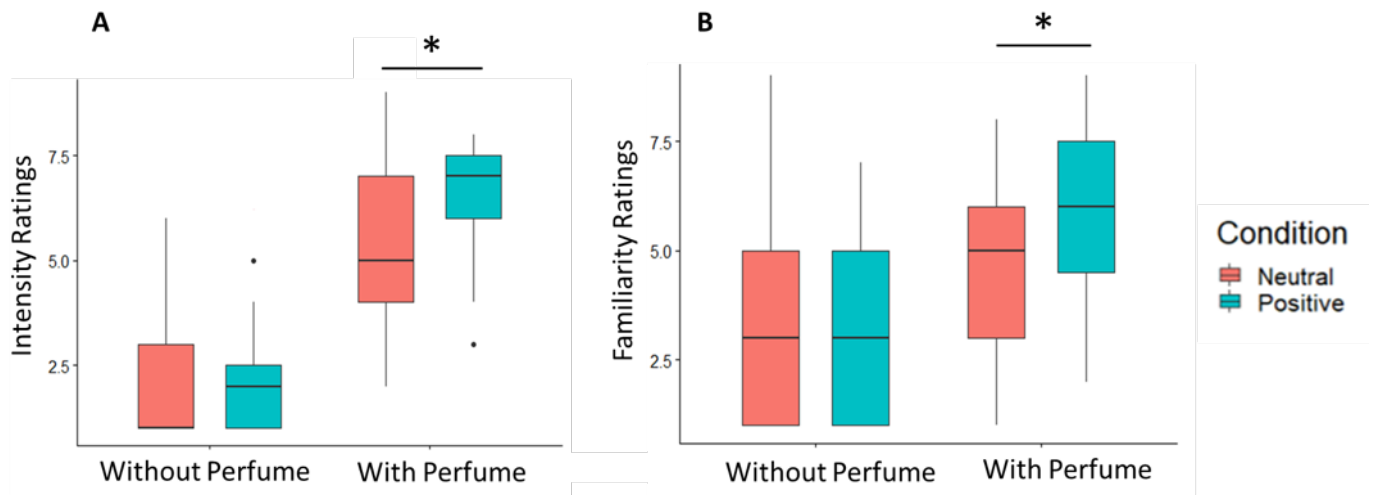 A
*
Intensity Ratings
7.5
5.0
2.5
Without Perfume
With Perfume
B
*
Familiarity Ratings
7.5
5.0
2.5
Without Perfume
With Perfume
Condition
Neutral
Positive